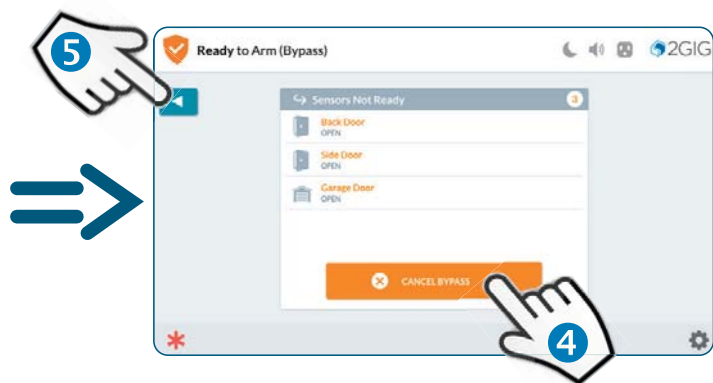 5
Ready to Arm (Bypass)
2GIG
Sensors Not Ready
3
Back Door
OPEN
Side Door
OPEN
Garage Door
OPEN
CANCEL BYPASS
4